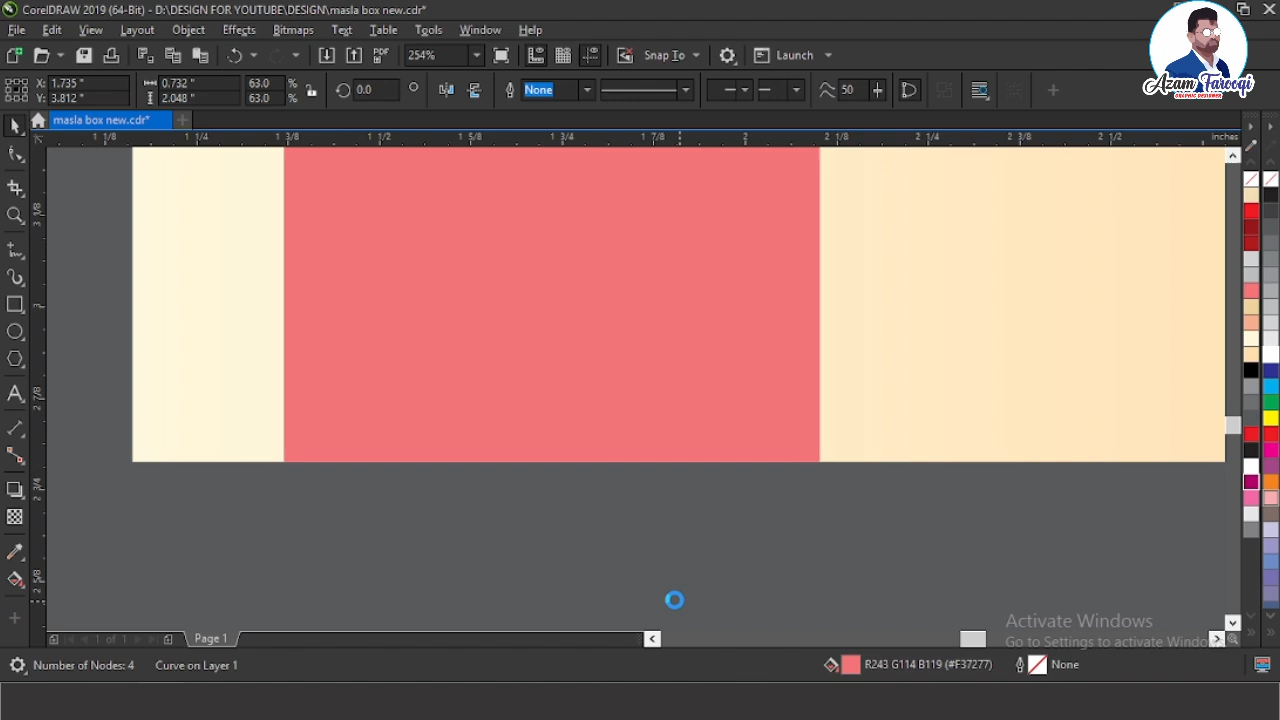 CorelDRAW 2019 (64-Bit) - D:\DESIGN FOR YOUTUBE\DESIGN\masla box new.cdr*
File Edit View Layout Object Effects Bitmaps Text Table Tools Window Help
PDF 254% Snap To Launch
X: 1.735 " 0.732 " 63.0 % 0.0 None 50
Y: 3.812 " 2.048 " 63.0 %
Azam Farooqi
GRAPHIC DESIGNER
masla box new.cdr*
1 1/8 1 1/4 1 3/8 1 1/2 1 5/8 1 3/4 1 7/8 2 2 1/8 2 1/4 2 3/8 2 1/2 inches
3 1/8
3
2 7/8
2 3/4
2 5/8
Activate Windows
Go to Settings to activate Windo
1 of 1 Page 1
Number of Nodes: 4 Curve on Layer 1 R243 G114 B119 (#F37277) None